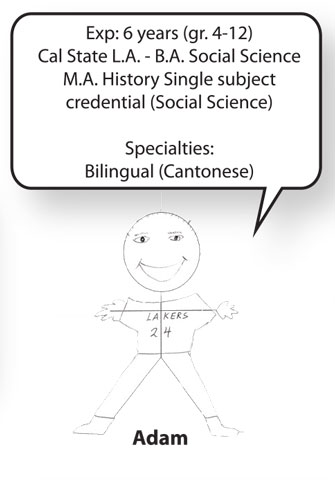 Exp: 6 years (gr. 4-12)
Cal State L.A. - B.A. Social Science
M.A. History Single subject
credential (Social Science)
Specialties:
Bilingual (Cantonese)
LAKERS
24
Adam